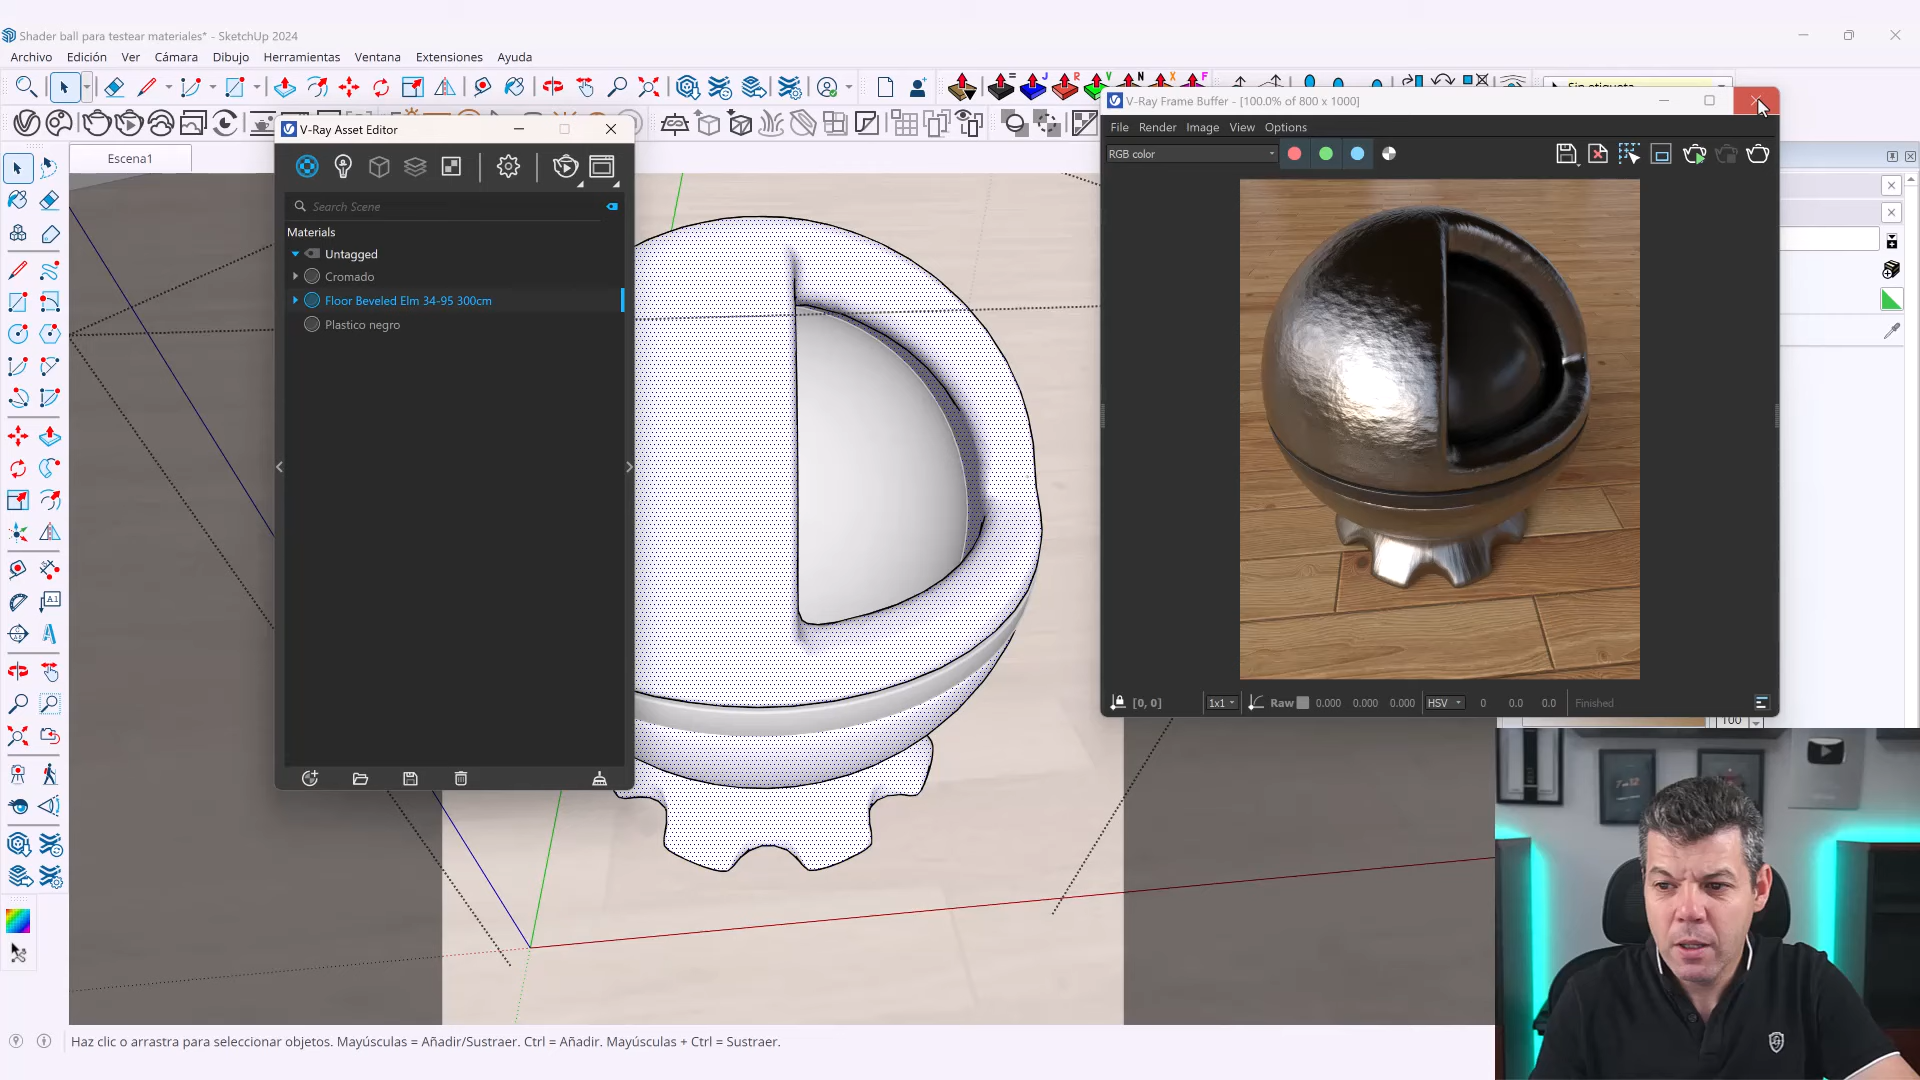 Shader ball para testear materiales* - SketchUp 2024
Archivo Edición Ver Cámara Dibujo Herramientas Ventana Extensiones Ayuda
Escena1
V-Ray Asset Editor
Search Scene
Materials
Untagged
Cromado
Floor Beveled Elm 34-95 300cm
Plastico negro
V-Ray Frame Buffer - [100.0% of 800 x 1000]
File Render Image View Options
RGB color
[0, 0] 1x1 Raw 0.000 0.000 0.000 HSV 0 0.0 0.0 Finished
100
Haz clic o arrastra para seleccionar objetos. Mayúsculas = Añadir/Sustraer. Ctrl = Añadir. Mayúsculas + Ctrl = Sustraer.